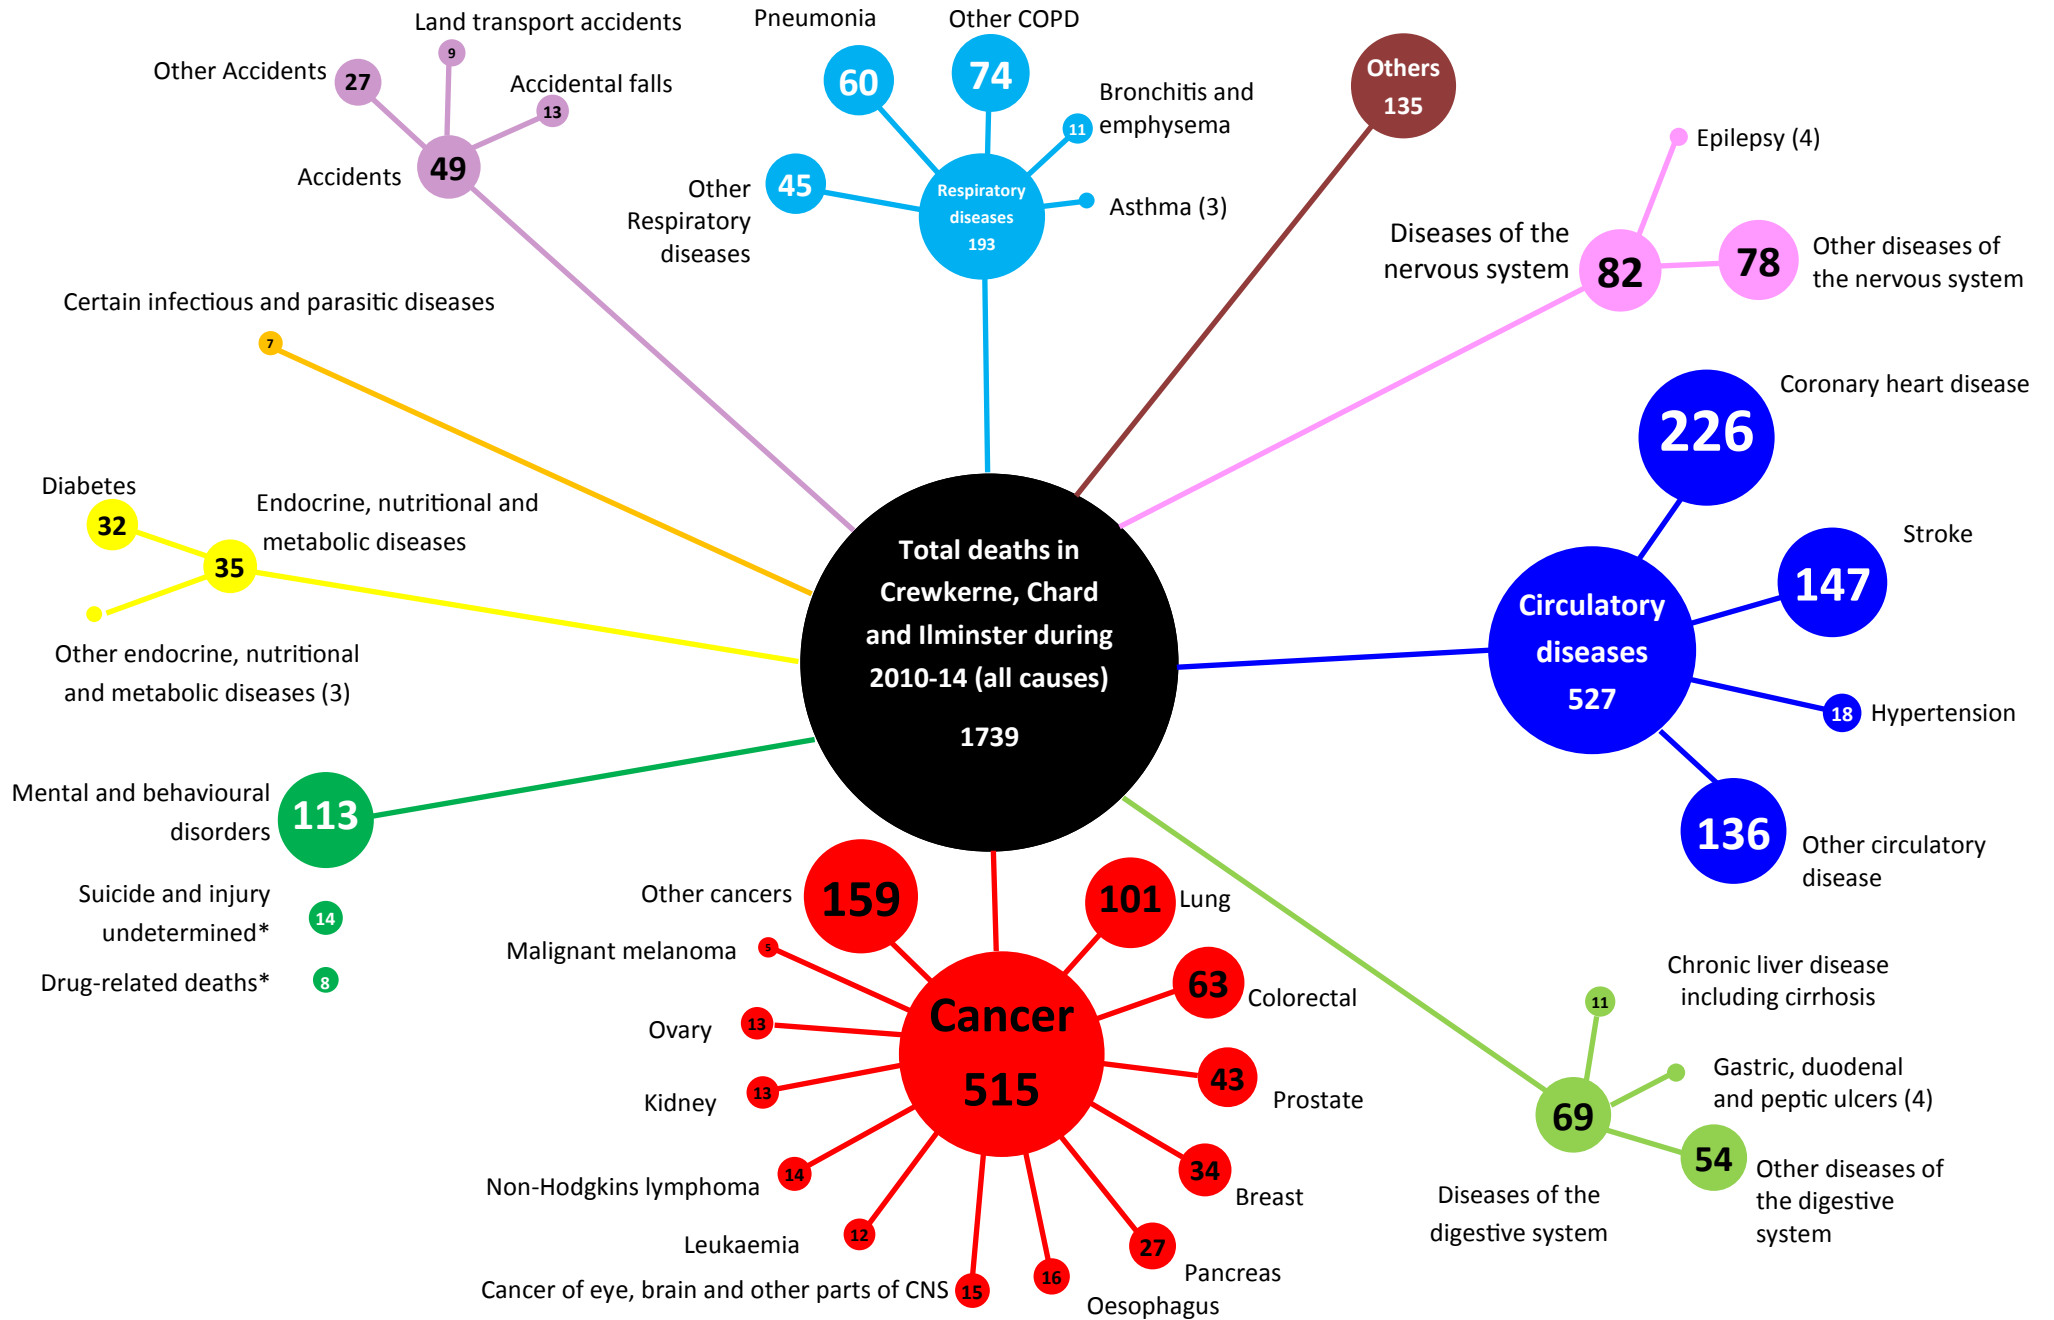 Land transport accidents
9
Other Accidents
27
Accidental falls
13
Accidents
49
Pneumonia
60
Other COPD
74
Bronchitis and
emphysema
11
Other
Respiratory
diseases
45
Respiratory
diseases
193
Asthma (3)
Others
135
Epilepsy (4)
Diseases of the
nervous system
82
78
Other diseases of
the nervous system
Certain infectious and parasitic diseases
7
Coronary heart disease
226
Stroke
147
Circulatory
diseases
527
18
Hypertension
136
Other circulatory
disease
Diabetes
32
Endocrine, nutritional and
metabolic diseases
35
Other endocrine, nutritional
and metabolic diseases (3)
Total deaths in
Crewkerne, Chard
and Ilminster during
2010-14 (all causes)
1739
Mental and behavioural
disorders
113
Suicide and injury
undetermined*
14
Drug-related deaths*
8
Other cancers
159
101
Lung
Malignant melanoma
5
63
Colorectal
Ovary
13
Cancer
515
43
Prostate
Kidney
13
34
Breast
Non-Hodgkins lymphoma
14
Leukaemia
12
27
Pancreas
Cancer of eye, brain and other parts of CNS
15
16
Oesophagus
Chronic liver disease
including cirrhosis
11
Gastric, duodenal
and peptic ulcers (4)
69
54
Other diseases of
the digestive
system
Diseases of the
digestive system